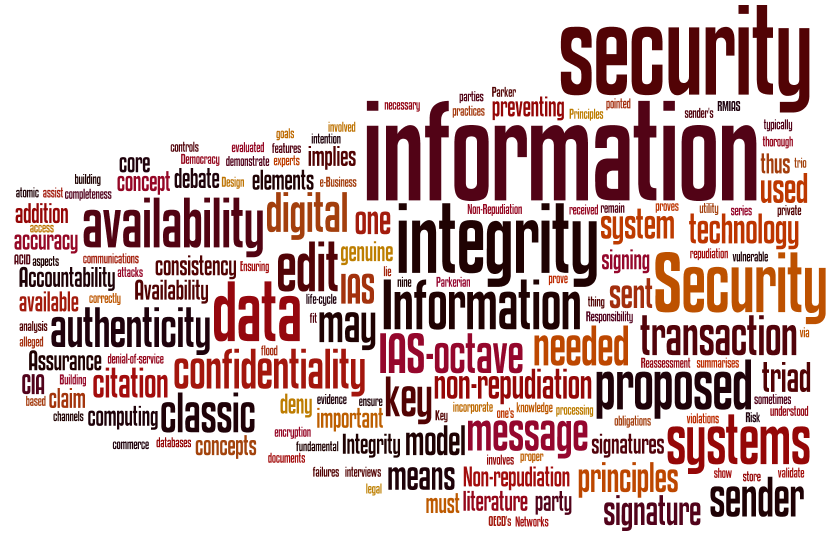 security
necessary
parties
Parker
practices
preventing
Principles
pointed
sender's
RMIAS
information
typically
thorough
thus
trio
used
goals
involved
intention
controls
evaluated
features
Democracy
demonstrate
experts
implies
core
building
concept
debate
Design
elements
e-Business
atomic
assist
completeness
addition
access
accuracy
availability
digital
one
Non-Repudiation
received
remain
proves
utility
series
private
integrity
system
technology
ACID
aspects
communications
consistency
Ensuring
genuine
edit
repudiation
vulnerable
signing
Security
Accountability
attacks
Availability
lie
nine
Parkerian
prove
IAS
Information
thing
sent
available
correctly
data
life-cycle
fit
may
Responsibility
analysis
alleged
authenticity
transaction
via
Assurance
denial-of-service
flood
confidentiality
IAS-octave
needed
Reassessment
summarises
CIA
Building
citation
non-repudiation
proposed
triad
based
claim
channels
computing
classic
deny
evidence
ensure
key
Key
incorporate
one's
knowledge
processing
sometimes
understood
important
obligations
violations
Risk
commerce
databases
concepts
encryption
fundamental
Integrity
model
message
signatures
systems
documents
failures
interviews
means
involves
proper
Non-repudiation
principles
show
store
validate
legal
must
literature
party
signature
sender
OECD's
Networks